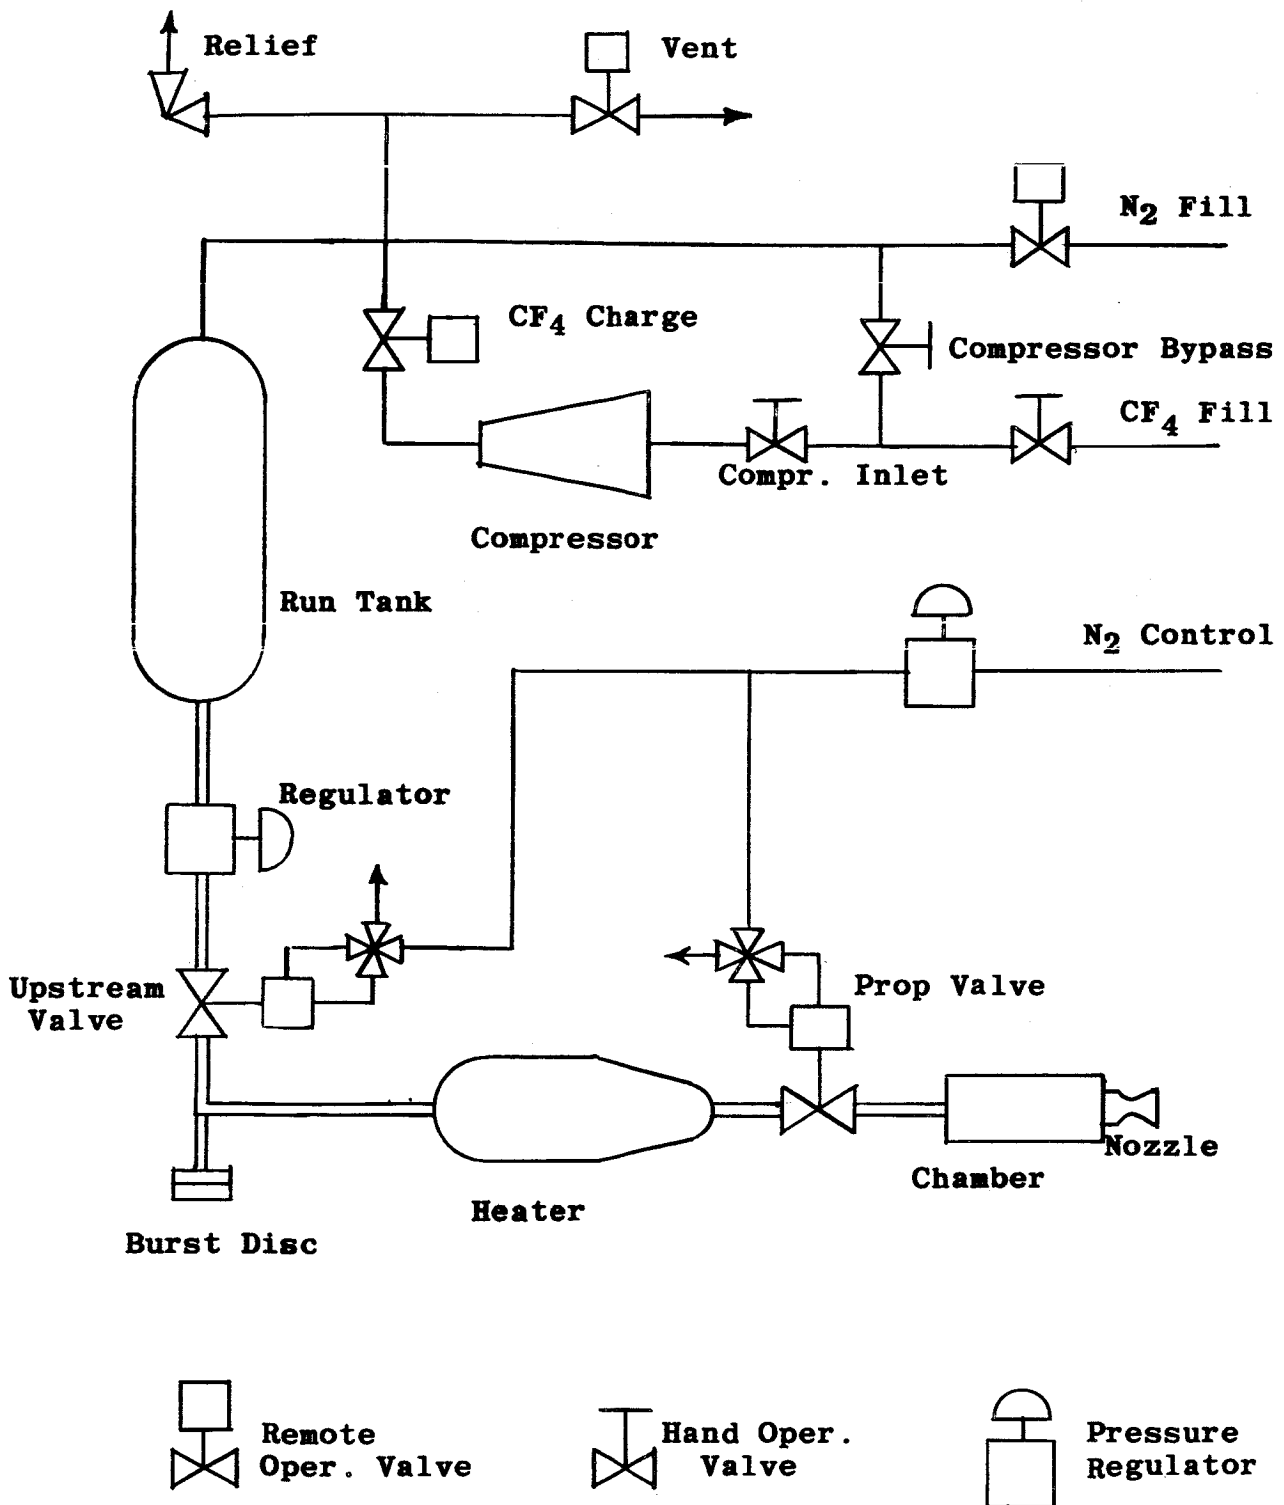 Relief
Vent
N2 Fill
CF4 Charge
Compressor Bypass
CF4 Fill
Compr. Inlet
Compressor
Run Tank
N2 Control
Regulator
Upstream
Valve
Prop Valve
Nozzle
Chamber
Heater
Burst Disc
Remote
Oper. Valve
Hand Oper.
Valve
Pressure
Regulator